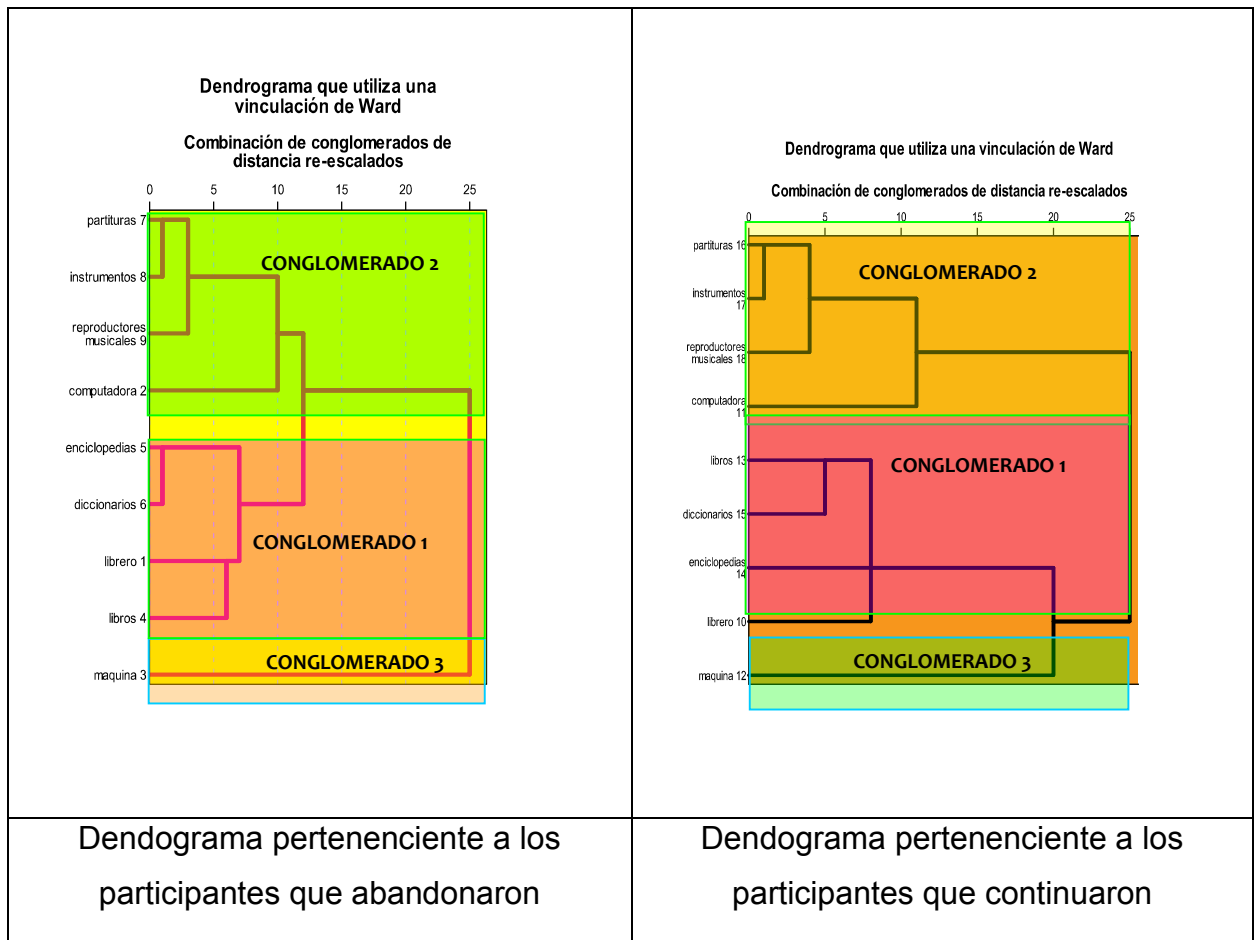 Dendrograma que utiliza una
vinculación de Ward
Combinación de conglomerados de
distancia re-escalados
0 5 10 15 20 25
partituras 7
instrumentos 8
reproductores
musicales 9
computadora 2
enciclopedias 5
diccionarios 6
librero 1
libros 4
maquina 3
CONGLOMERADO 2
CONGLOMERADO 1
CONGLOMERADO 3
Dendrograma que utiliza una vinculación de Ward
Combinación de conglomerados de distancia re-escalados
0 5 10 15 20 25
partituras 16
instrumentos
17
reproductores
musicales 18
computadora
11
libros 13
diccionarios 15
enciclopedias
14
librero 10
maquina 12
CONGLOMERADO 2
CONGLOMERADO 1
CONGLOMERADO 3
Dendograma pertenenciente a los
participantes que abandonaron
Dendograma pertenenciente a los
participantes que continuaron